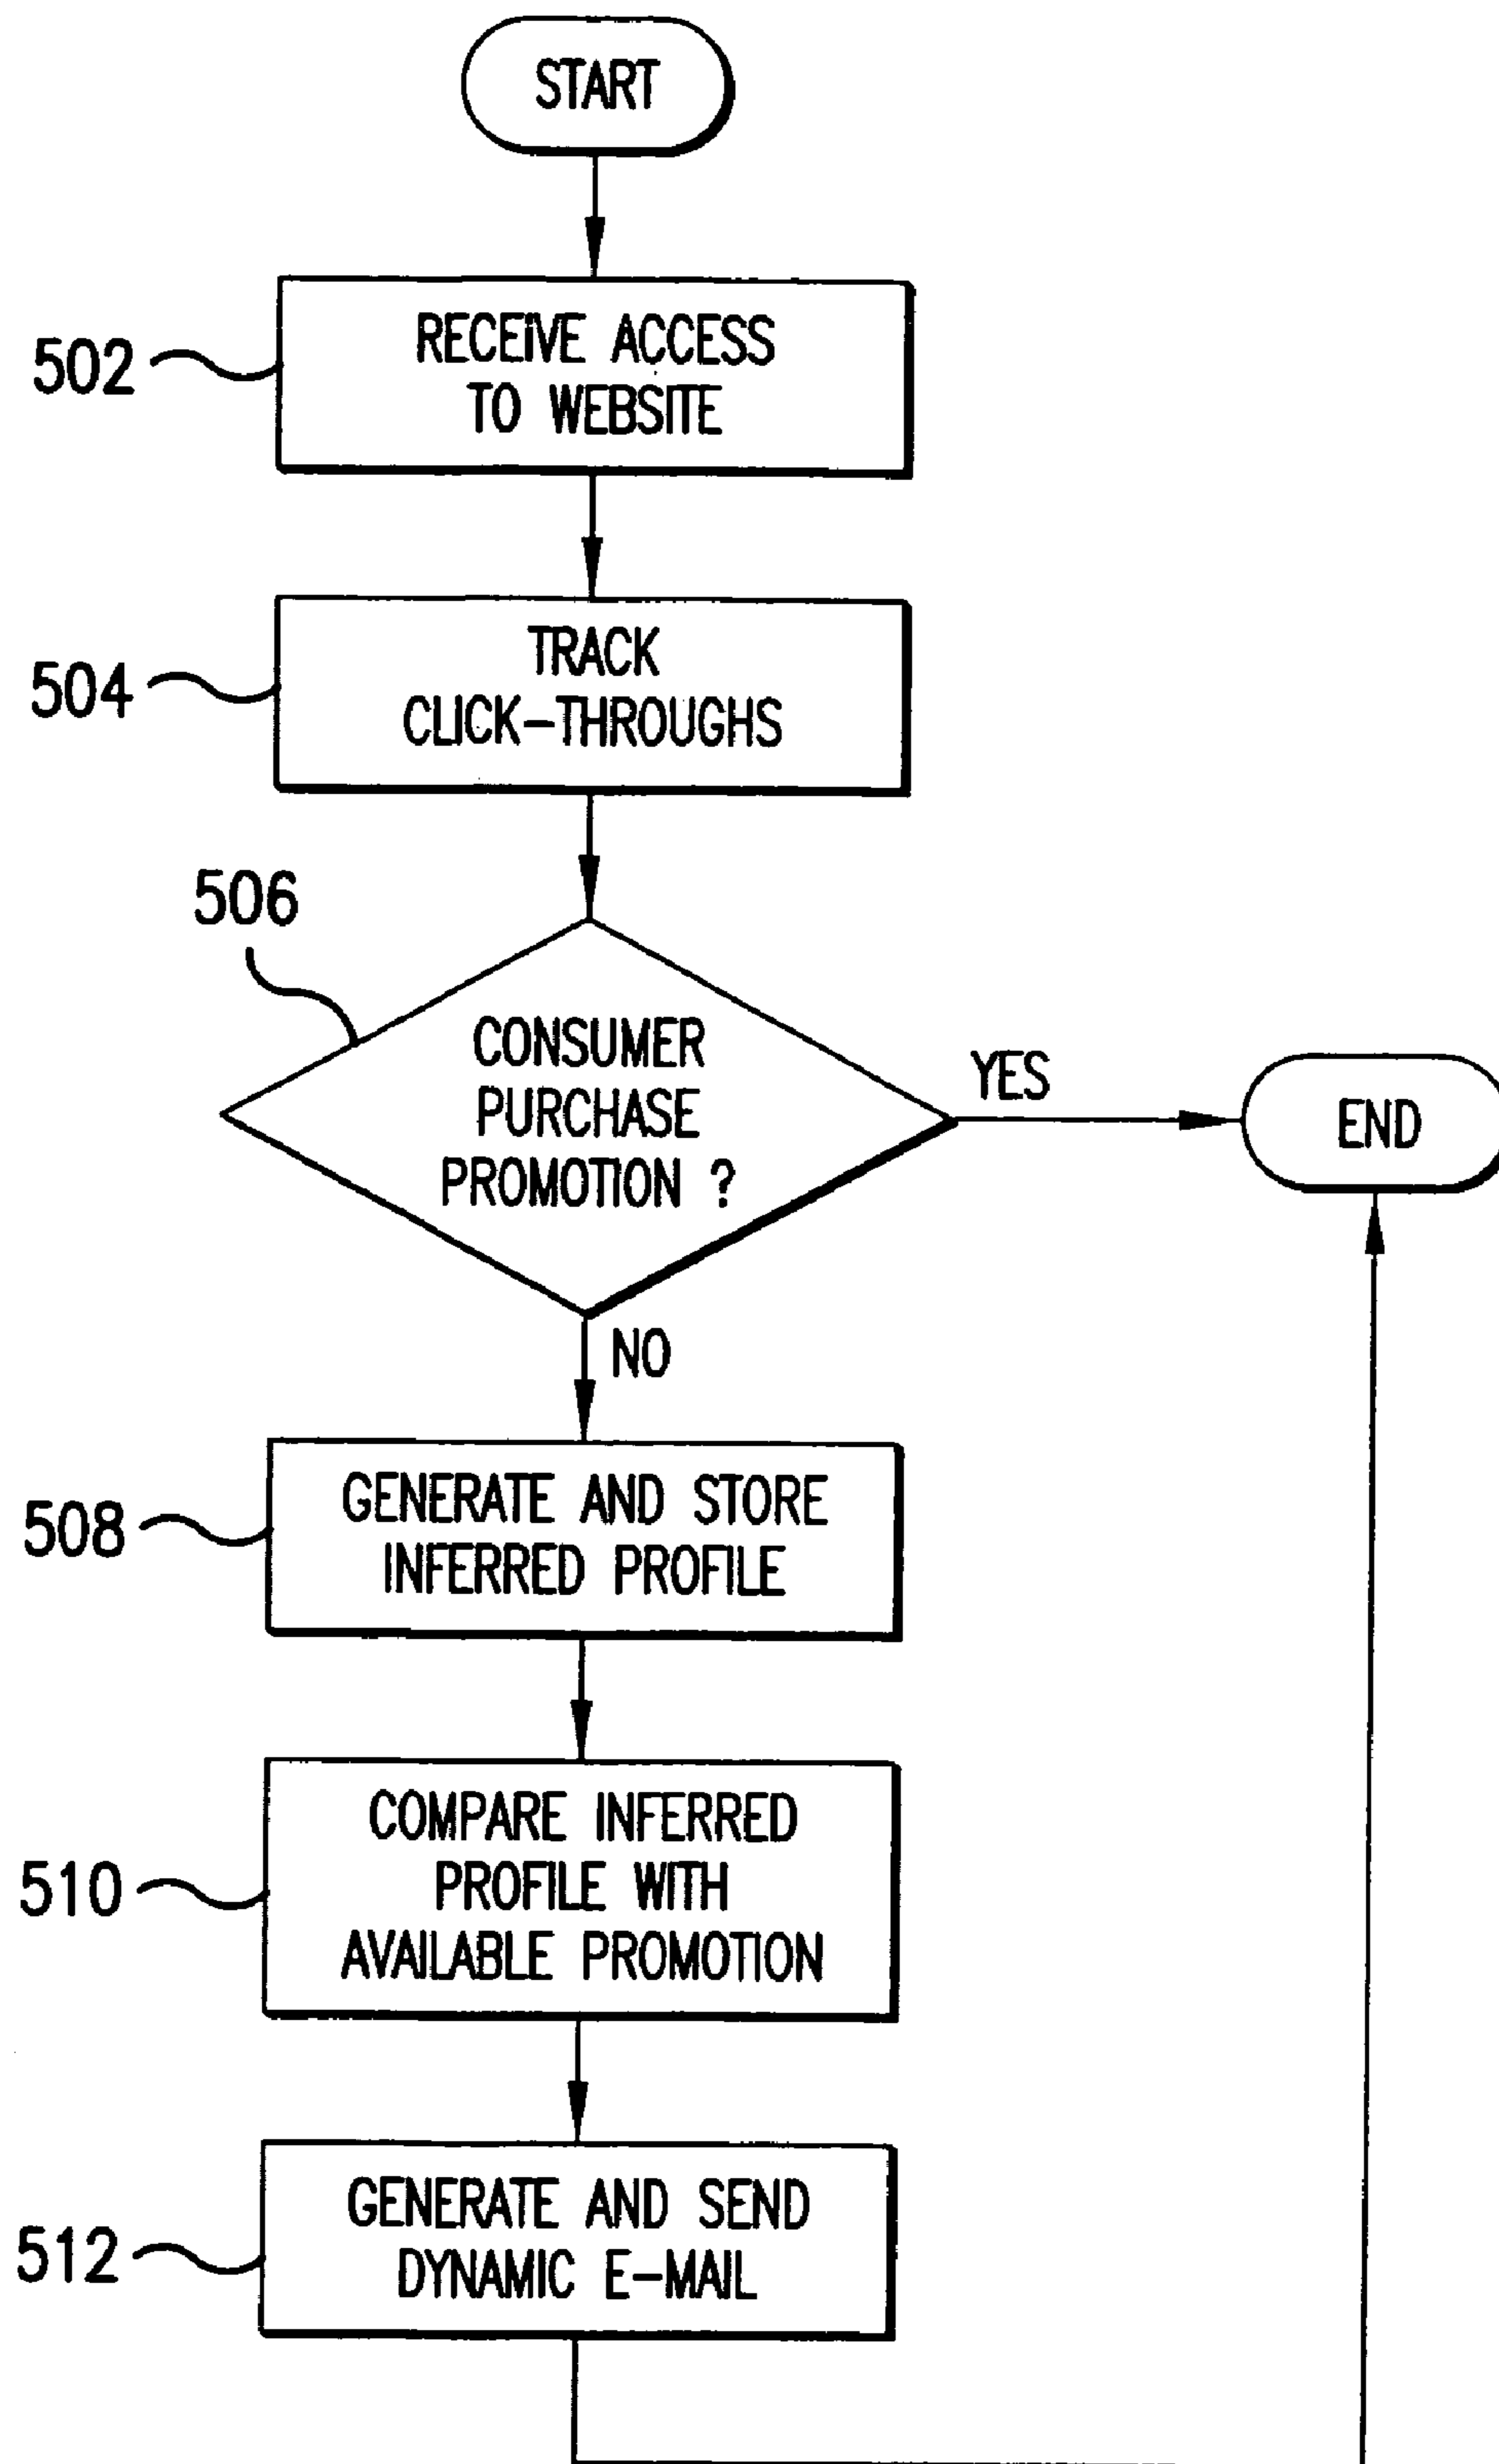 START
502
RECEIVE ACCESS
TO WEBSITE
504
TRACK
CLICK-THROUGHS
506
CONSUMER
PURCHASE
PROMOTION ?
YES
END
NO
508
GENERATE AND STORE
INFERRED PROFILE
510
COMPARE INFERRED
PROFILE WITH
AVAILABLE PROMOTION
512
GENERATE AND SEND
DYNAMIC E-MAIL